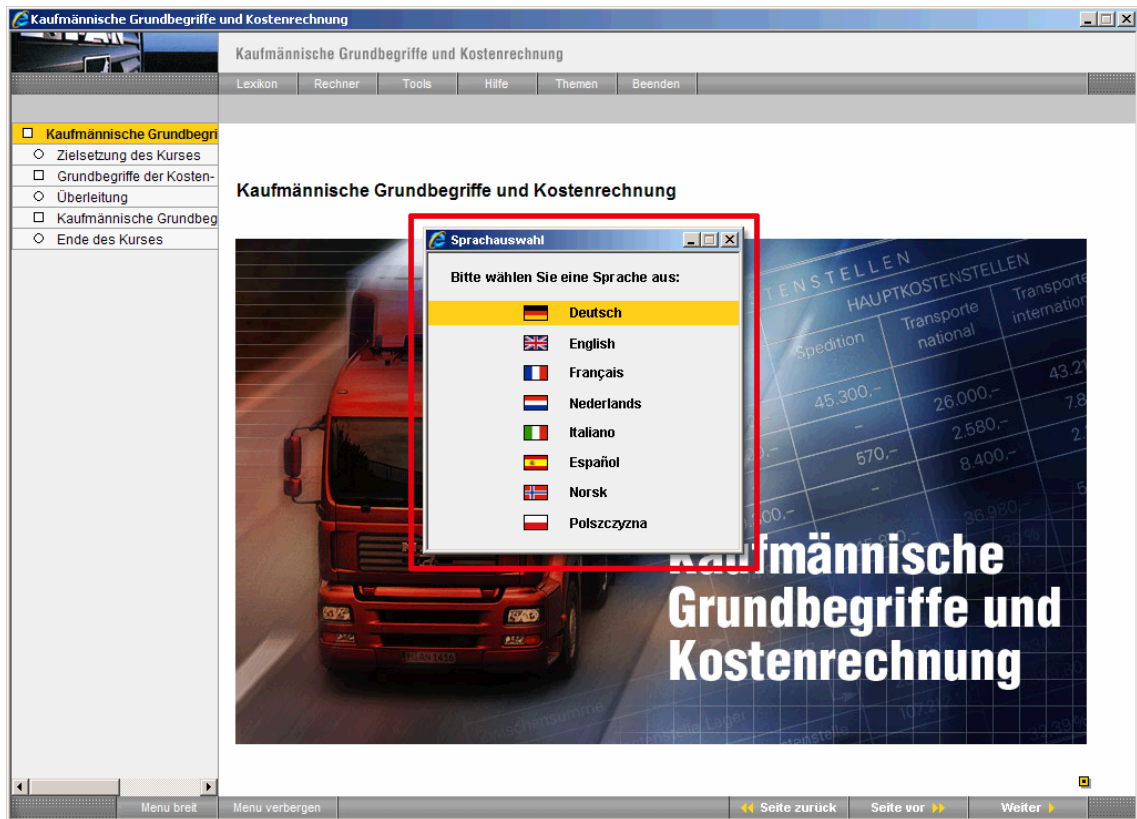 Kaufmännische Grundbegriffe und Kostenrechnung
Kaufmännische Grundbegriffe und Kostenrechnung
Lexikon Rechner Tools Hilfe Themen Beenden
Kaufmännische Grundbegri
Zielsetzung des Kurses
Grundbegriffe der Kosten-
Überleitung
Kaufmännische Grundbeg
Ende des Kurses
Kaufmännische Grundbegriffe und Kostenrechnung
Sprachauswahl
Bitte wählen Sie eine Sprache aus:
Deutsch
English
Français
Nederlands
Italiano
Español
Norsk
Polszczyzna
HAUPTKOSTENSTELLEN
Spedition
Transporte
national
45.300,-
26.000,-
2.580,-
570,-
8.400,-
36.980,-
Kaufmännische
Grundbegriffe und
Kostenrechnung
Menu breit Menu verbergen Seite zurück Seite vor Weiter